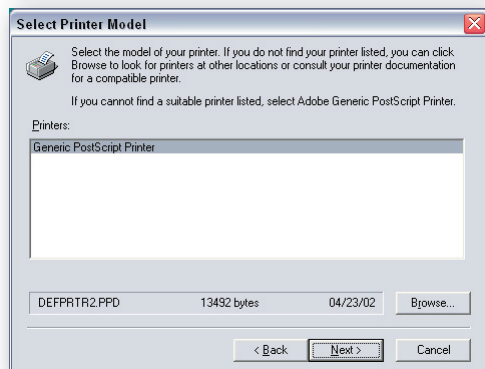 Select Printer Model
Select the model of your printer. If you do not find your printer listed, you can click
Browse to look for printers at other locations or consult your printer documentation
for a compatible printer.
If you cannot find a suitable printer listed, select Adobe Generic PostScript Printer.
Printers:
Generic PostScript Printer
DEFPRTR2.PPD 13492 bytes 04/23/02 Browse...
< Back Next > Cancel